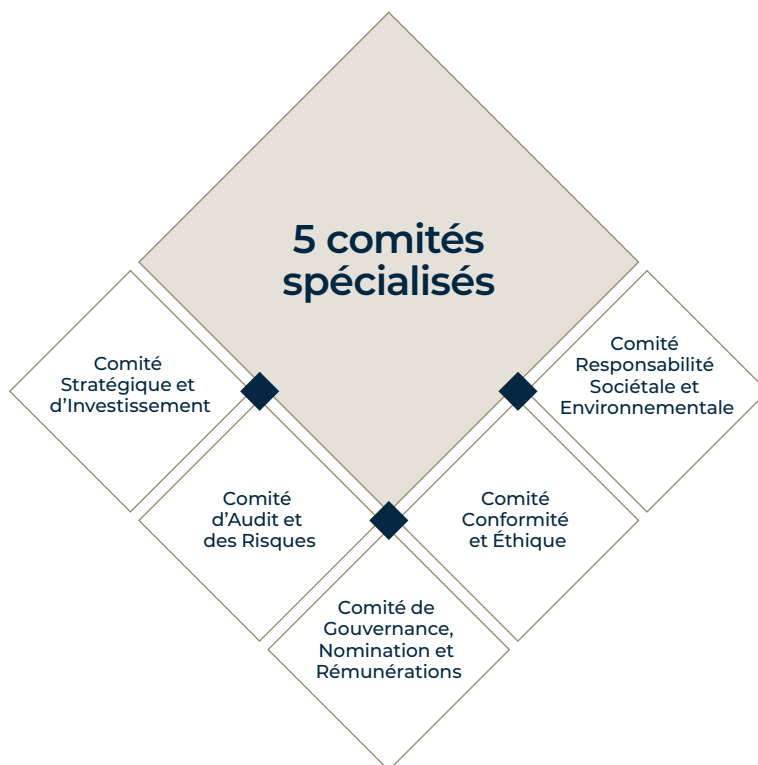 5 comités
spécialisés
Comité
Stratégique et
d’Investissement
Comité
d’Audit et
des Risques
Comité de
Gouvernance,
Nomination et
Rémunérations
Comité
Conformité
et Éthique
Comité
Responsabilité
Sociétale et
Environnementale